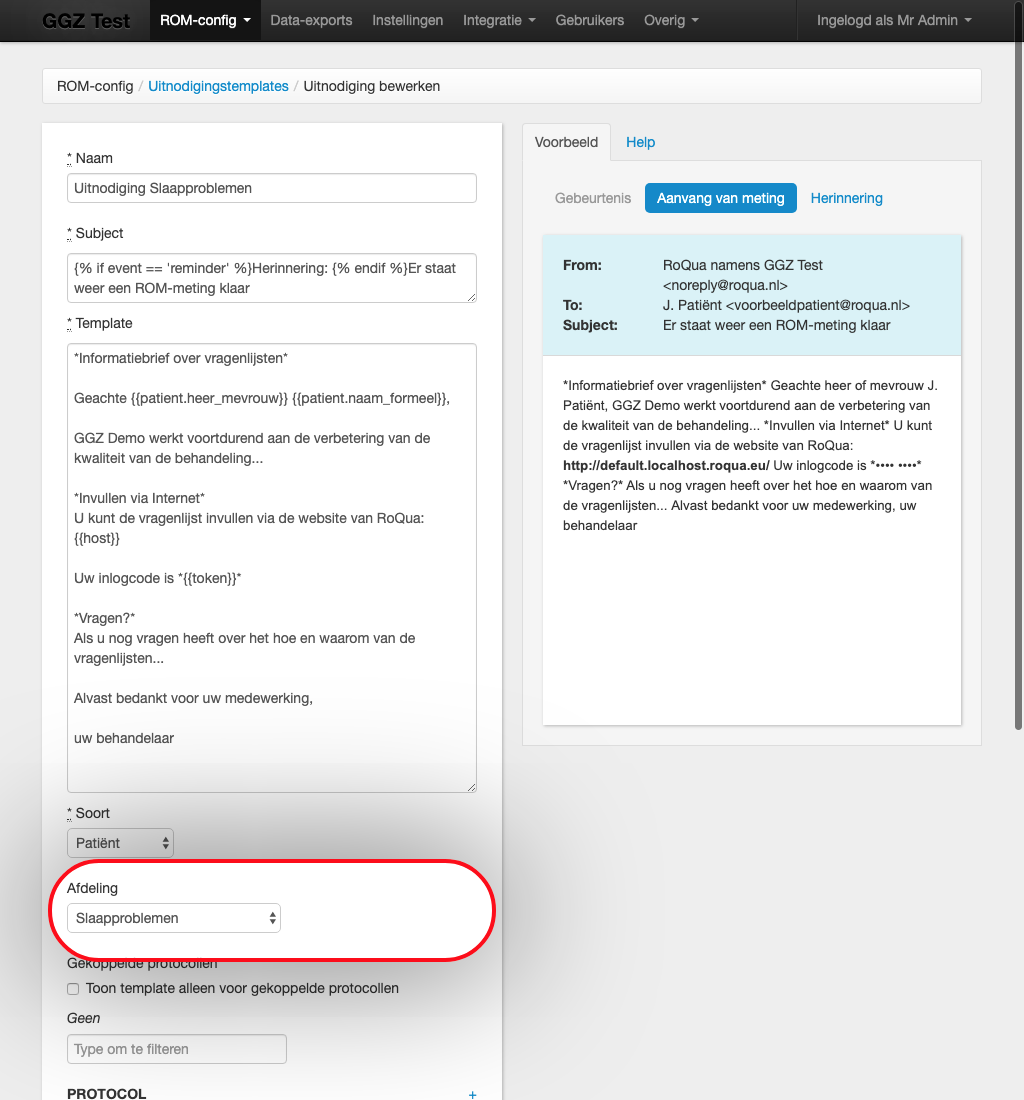 GGZ Test ROM-config Data-exports Instellingen Integratie Gebruikers Overig Ingelogd als Mr Admin
ROM-config / Uitnodigingstemplates / Uitnodiging bewerken
* Naam
Uitnodiging Slaapproblemen
* Subject
{% if event == 'reminder' %}Herinnering: {% endif %}Er staat
weer een ROM-meting klaar
* Template
*Informatiebrief over vragenlijsten*
Geachte {{patient.heer_mevrouw}} {{patient.naam_formeel}},
GGZ Demo werkt voortdurend aan de verbetering van de
kwaliteit van de behandeling...
*Invullen via Internet*
U kunt de vragenlijst invullen via de website van RoQua:
{{host}}
Uw inlogcode is *{{token}}*
*Vragen?*
Als u nog vragen heeft over het hoe en waarom van de
vragenlijsten...
Alvast bedankt voor uw medewerking,
uw behandelaar
* Soort
Patiënt
Afdeling
Slaapproblemen
Gekoppelde protocollen
Toon template alleen voor gekoppelde protocollen
Geen
Type om te filteren
PROTOCOL +
Voorbeeld Help
Gebeurtenis Aanvang van meting Herinnering
From: RoQua namens GGZ Test
<noreply@roqua.nl>
To: J. Patiënt <voorbeeldpatient@roqua.nl>
Subject: Er staat weer een ROM-meting klaar
*Informatiebrief over vragenlijsten* Geachte heer of mevrouw J.
Patiënt, GGZ Demo werkt voortdurend aan de verbetering van
de kwaliteit van de behandeling... *Invullen via Internet* U kunt
de vragenlijst invullen via de website van RoQua:
http://default.localhost.roqua.eu/ Uw inlogcode is *•••• ••••*
*Vragen?* Als u nog vragen heeft over het hoe en waarom van
de vragenlijsten... Alvast bedankt voor uw medewerking, uw
behandelaar